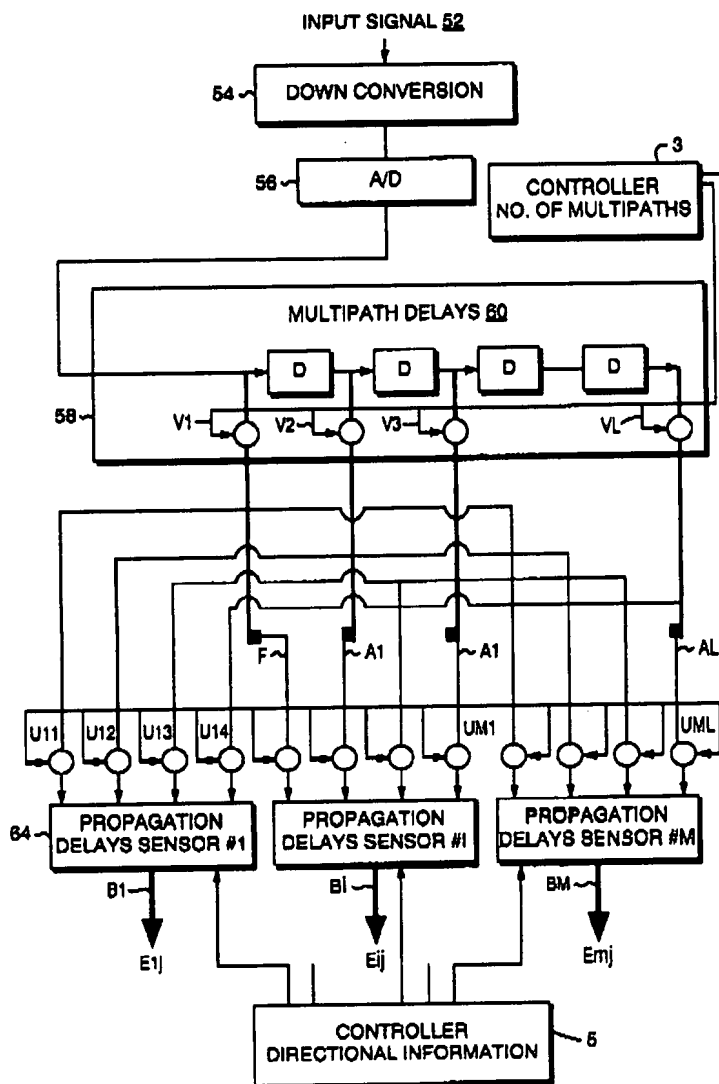 INPUT SIGNAL 52
54
DOWN CONVERSION
56
A/D
3
CONTROLLER
NO. OF MULTIPATHS
MULTIPATH DELAYS 60
D D D D
58
V1 V2 V3 VL
F A1 A1 AL
U11 U12 U13 U14 UM1 UML
64
PROPAGATION
DELAYS SENSOR #1
PROPAGATION
DELAYS SENSOR #I
PROPAGATION
DELAYS SENSOR #M
B1 Bi BM
E1j Eij Emj
CONTROLLER
DIRECTIONAL INFORMATION
5